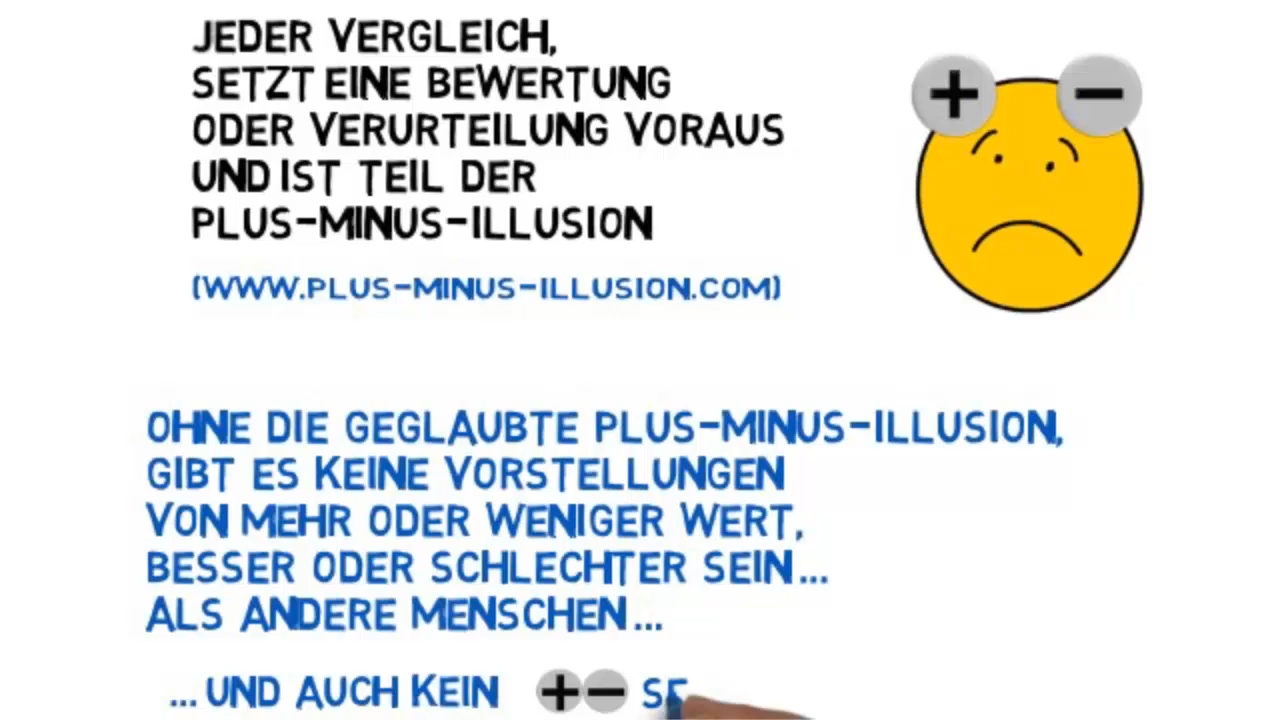 JEDER VERGLEICH,
SETZT EINE BEWERTUNG
ODER VERURTEILUNG VORAUS
UND IST TEIL DER
PLUS-MINUS-ILLUSION
(WWW.PLUS-MINUS-ILLUSION.COM)
+ −
OHNE DIE GEGLAUBTE PLUS-MINUS-ILLUSION,
GIBT ES KEINE VORSTELLUNGEN
VON MEHR ODER WENIGER WERT,
BESSER ODER SCHLECHTER SEIN...
ALS ANDERE MENSCHEN...
...UND AUCH KEIN +− SE